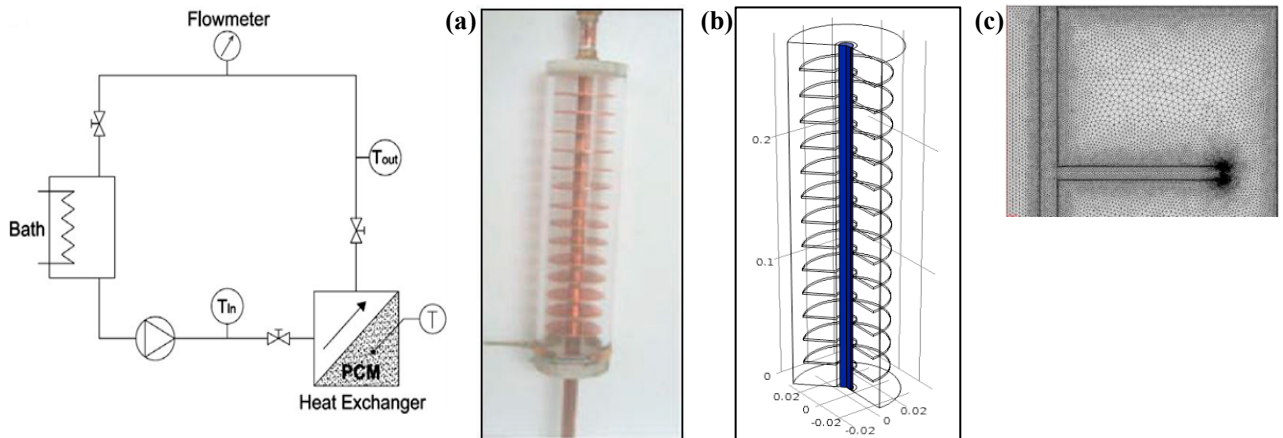 Flowmeter
Tout
Bath
TIn
T
PCM
Heat Exchanger
(a)
(b)
0.2
0.1
0
0.02
0
-0.02
0.02
0
-0.02
(c)